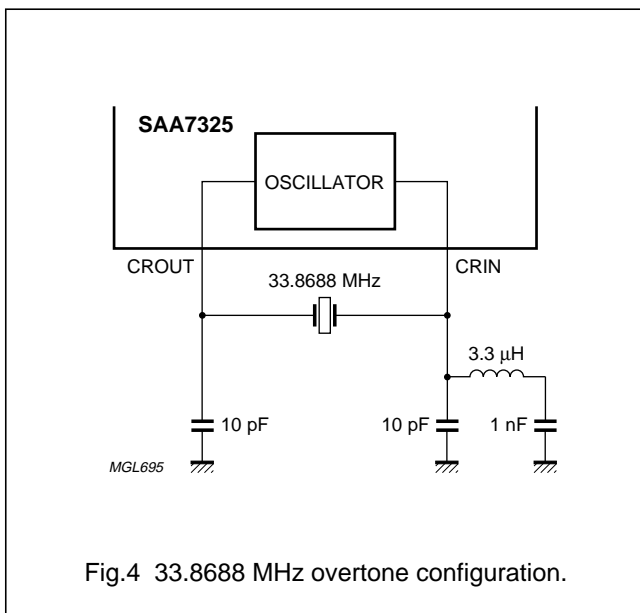 SAA7325
OSCILLATOR
CROUT
CRIN
33.8688 MHz
3.3 μH
10 pF
10 pF
1 nF
MGL695
Fig.4 33.8688 MHz overtone configuration.